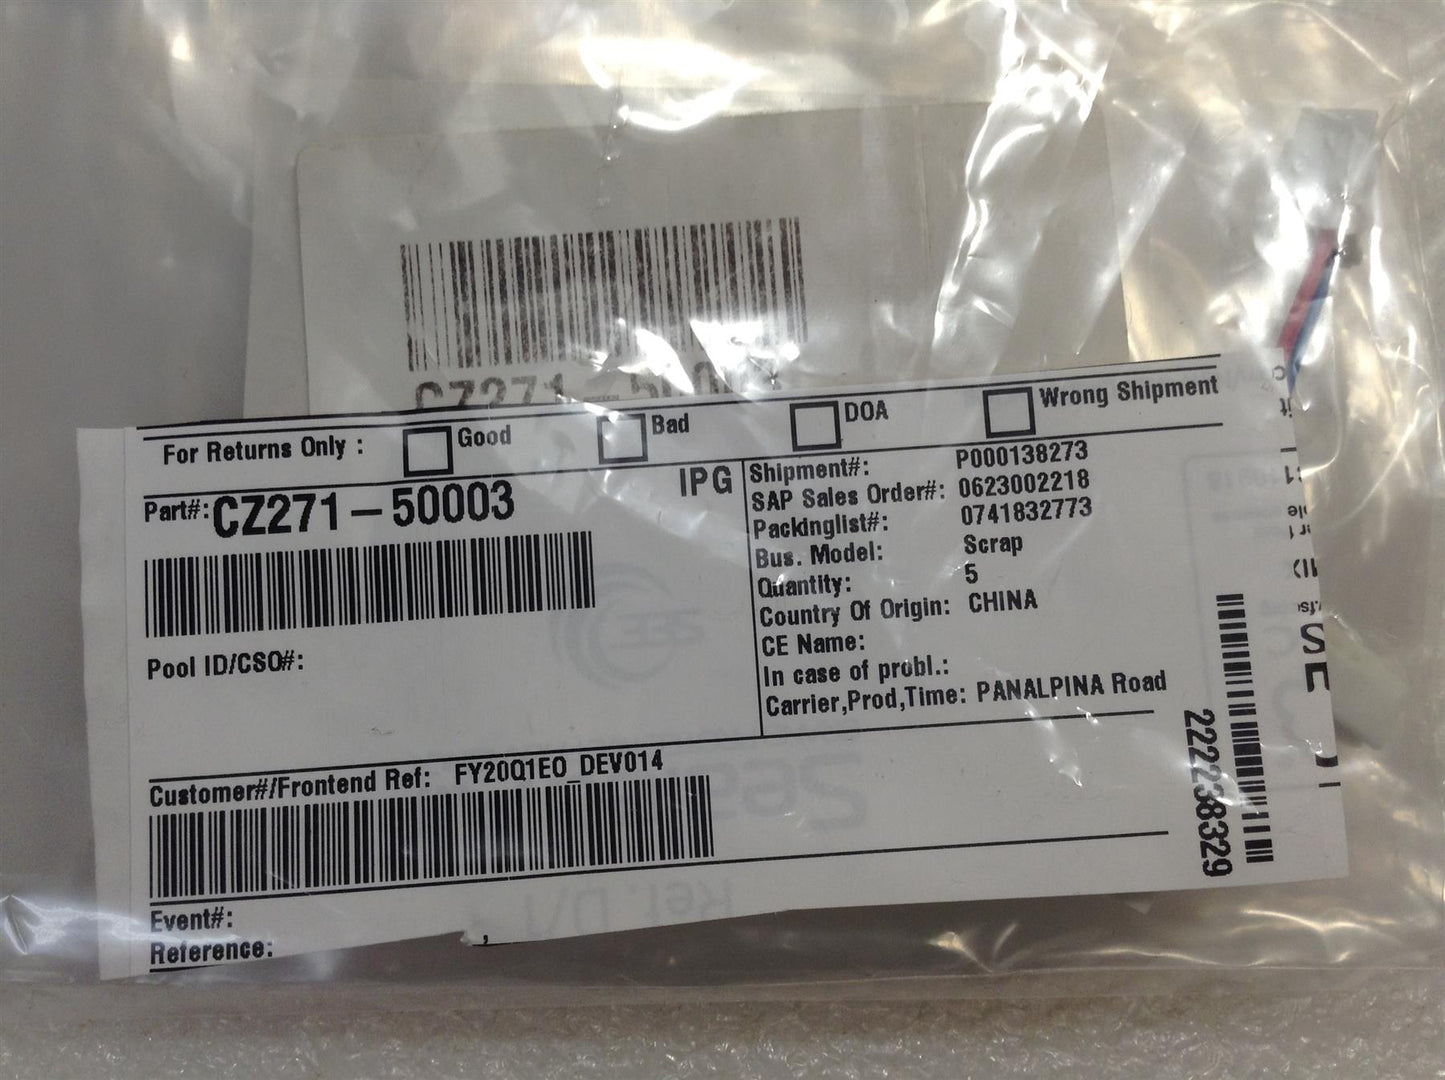 CZ271-50003
For Returns Only : Good Bad DOA Wrong Shipment
Part#: CZ271-50003 IPG
Shipment#: P000138273
SAP Sales Order#: 0623002218
Packinglist#: 0741832773
Bus. Model: Scrap
Quantity: 5
Country Of Origin: CHINA
CE Name:
In case of probl.:
Carrier,Prod,Time: PANALPINA Road
Pool ID/CSO#:
Customer#/Frontend Ref: FY20Q1EO_DEV014
Event#:
Reference:
222238329